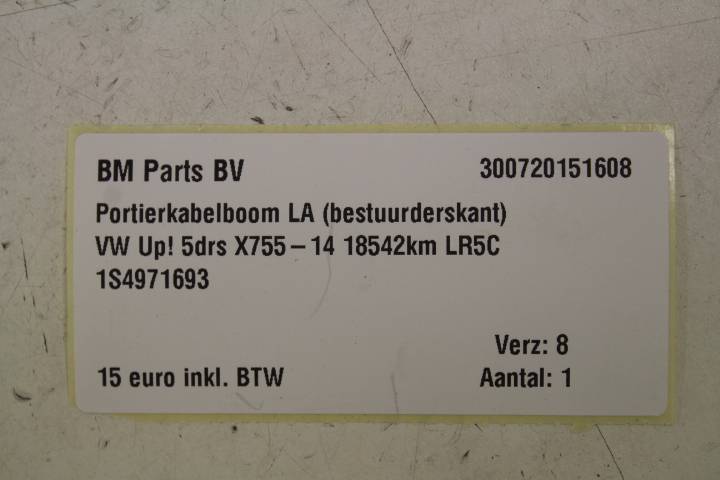 BM Parts BV 300720151608
Portierkabelboom LA (bestuurderskant)
VW Up! 5drs X755-14 18542km LR5C
1S4971693
Verz: 8
15 euro inkl. BTW Aantal: 1